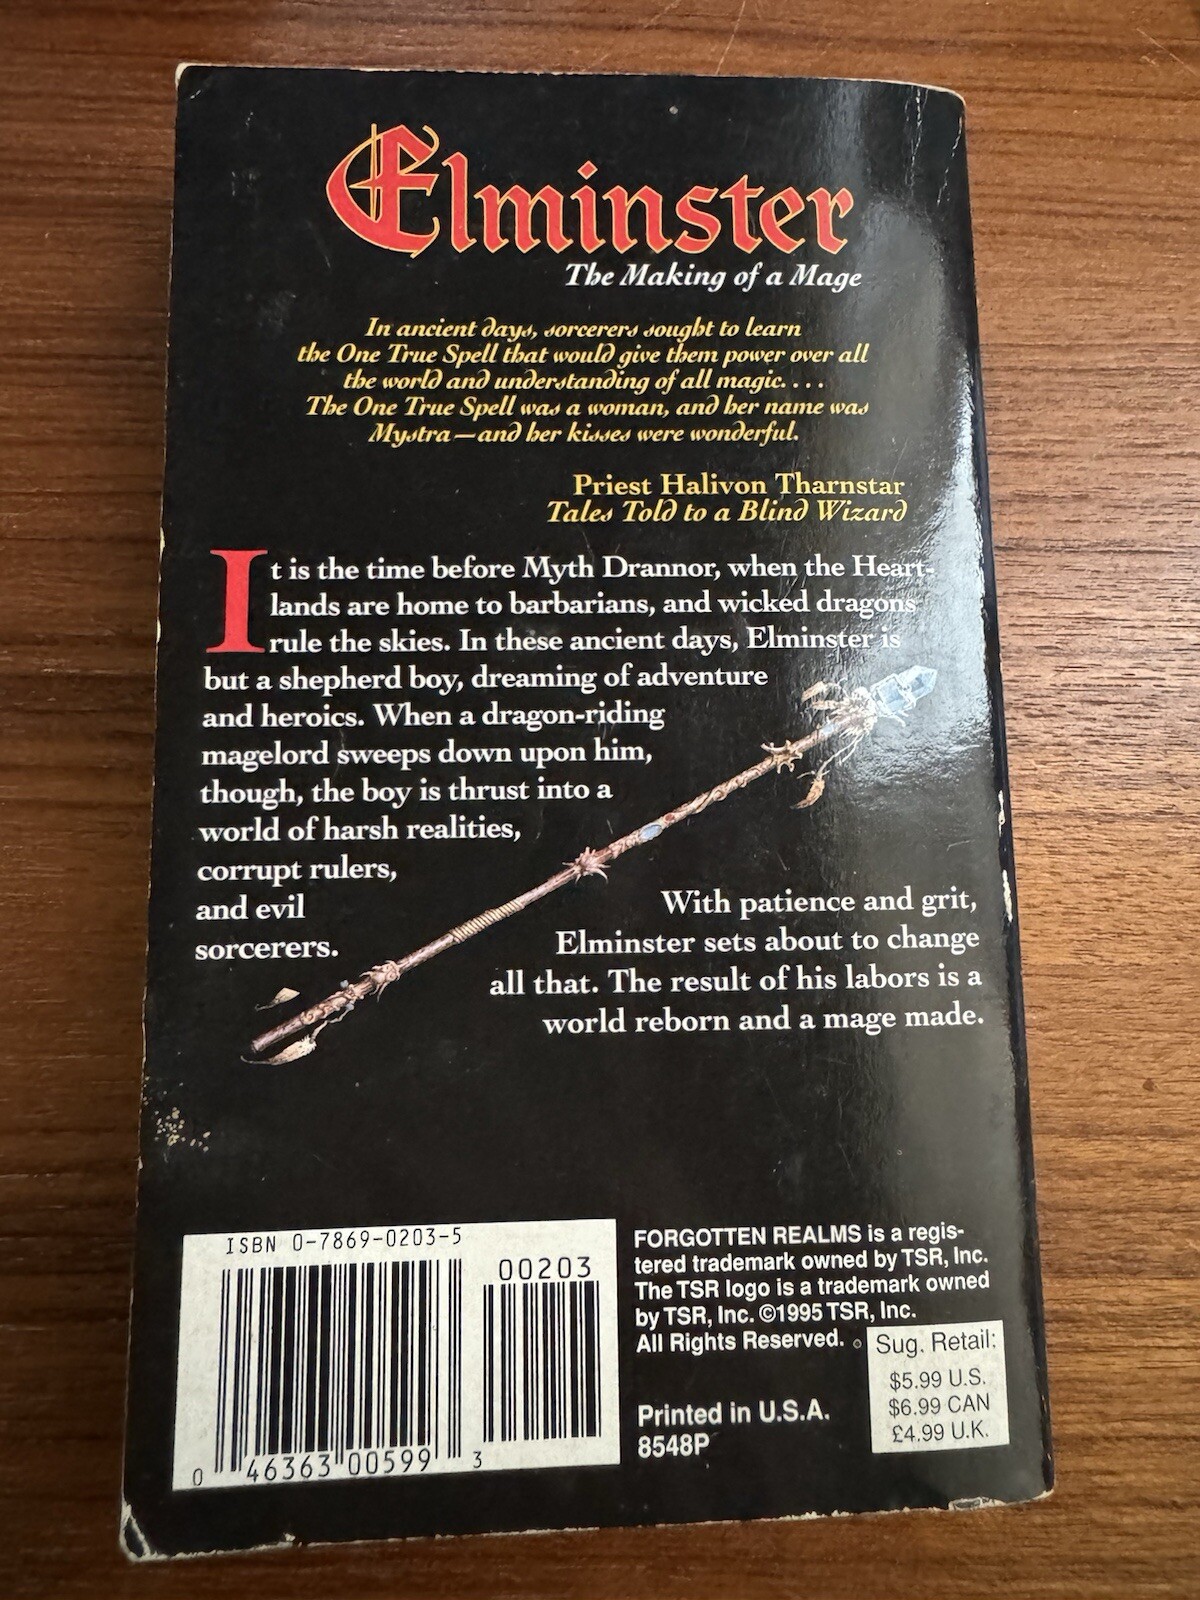 Elminster
The Making of a Mage
In ancient days, sorcerers sought to learn
the One True Spell that would give them power over all
the world and understanding of all magic. . . .
The One True Spell was a woman, and her name was
Mystra—and her kisses were wonderful.
Priest Halivon Tharnstar
Tales Told to a Blind Wizard
It is the time before Myth Drannor, when the Heart-
lands are home to barbarians, and wicked dragons
rule the skies. In these ancient days, Elminster is
but a shepherd boy, dreaming of adventure
and heroics. When a dragon-riding
magelord sweeps down upon him,
though, the boy is thrust into a
world of harsh realities,
corrupt rulers,
and evil
sorcerers.
With patience and grit,
Elminster sets about to change
all that. The result of his labors is a
world reborn and a mage made.
ISBN 0-7869-0203-5
00203
0 46363 00599 3
FORGOTTEN REALMS is a regis-
tered trademark owned by TSR, Inc.
The TSR logo is a trademark owned
by TSR, Inc. ©1995 TSR, Inc.
All Rights Reserved.
Printed in U.S.A.
8548P
Sug. Retail:
$5.99 U.S.
$6.99 CAN
£4.99 U.K.